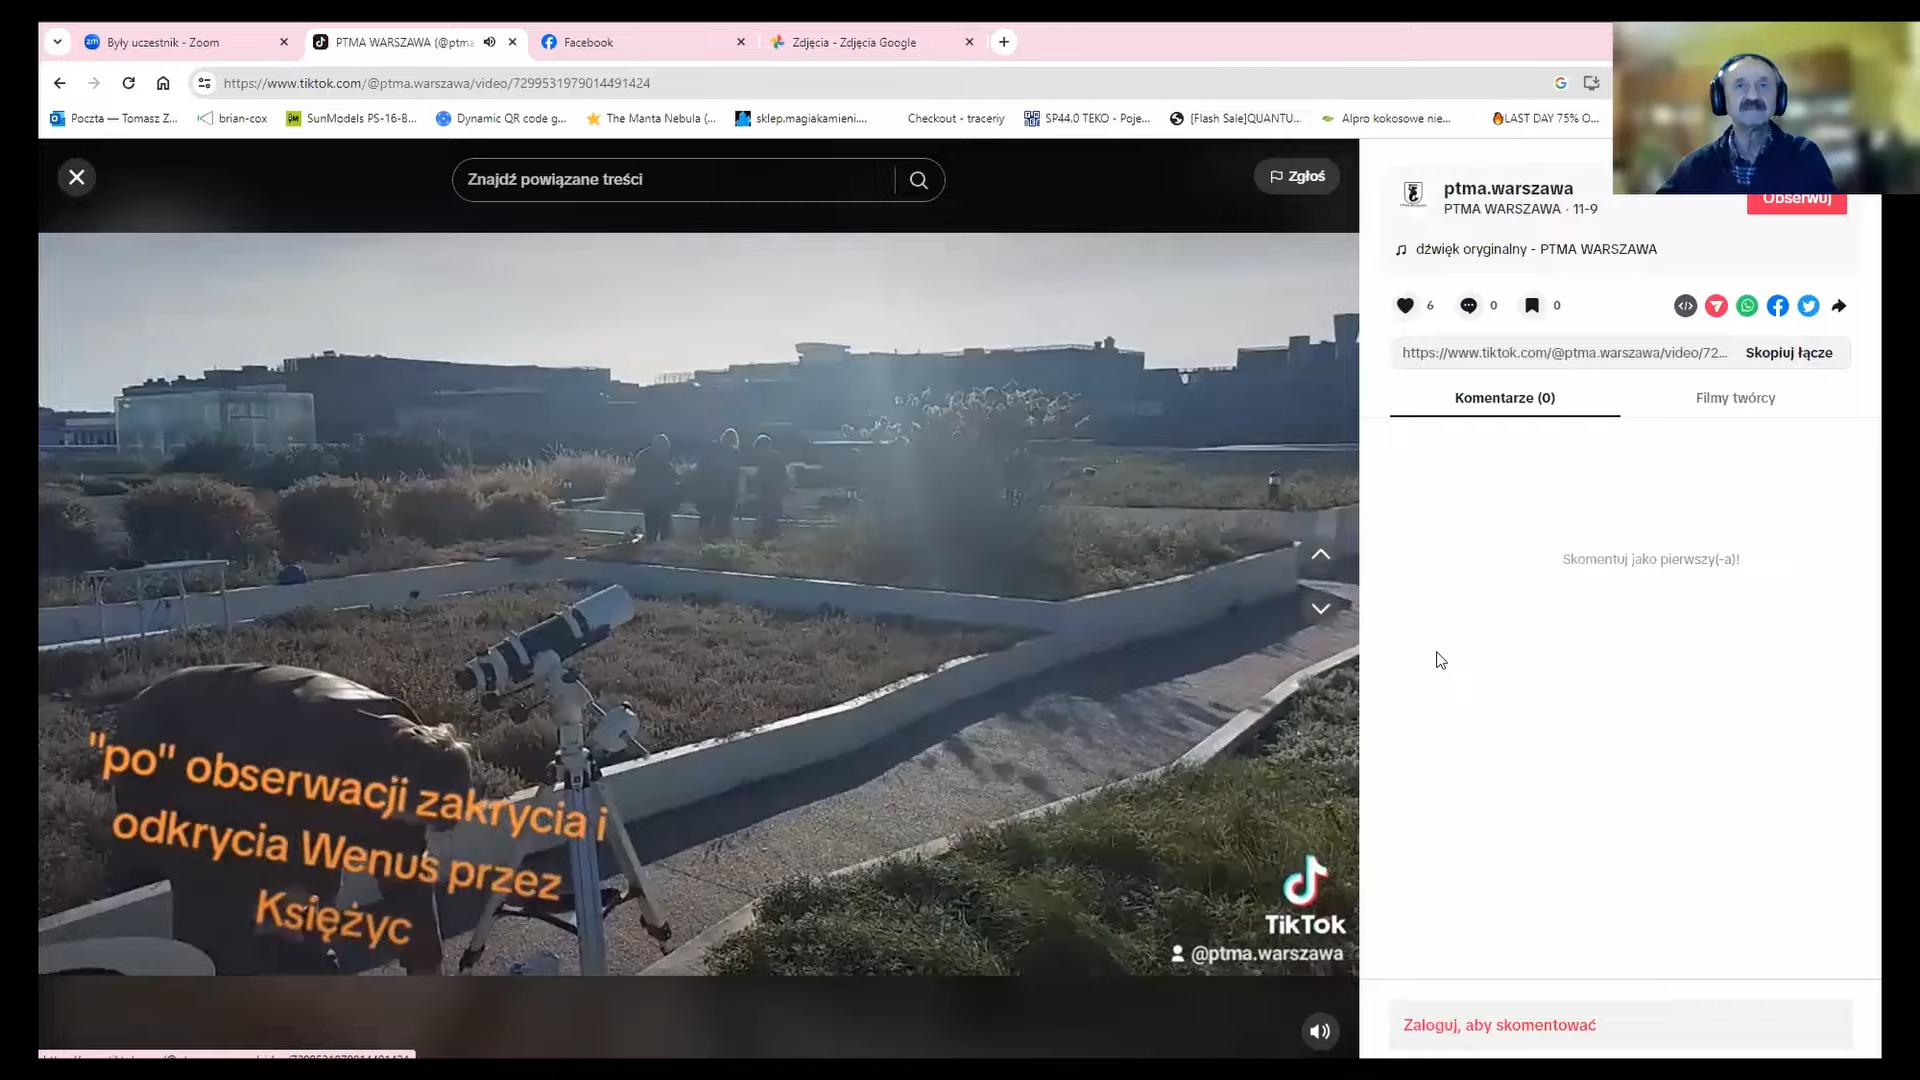 zm Były uczestnik - Zoom
PTMA WARSZAWA (@ptma
Facebook
Zdjęcia - Zdjęcia Google
https://www.tiktok.com/@ptma.warszawa/video/7299531979014491424
Poczta — Tomasz Z...
brian-cox
SunModels PS-16-B...
Dynamic QR code g...
The Manta Nebula (...
sklep.magiakamieni....
Checkout - traceriy
SP44.0 TEKO - Poje...
[Flash Sale]QUANTU...
Alpro kokosowe nie...
LAST DAY 75% O...
Znajdź powiązane treści
Zgłoś
"po" obserwacji zakrycia i
odkrycia Wenus przez
Księżyc
TikTok
@ptma.warszawa
ptma.warszawa
PTMA WARSZAWA · 11-9
Obserwuj
dźwięk oryginalny - PTMA WARSZAWA
6
0
0
https://www.tiktok.com/@ptma.warszawa/video/72...
Skopiuj łącze
Komentarze (0)
Filmy twórcy
Skomentuj jako pierwszy(-a)!
Zaloguj, aby skomentować